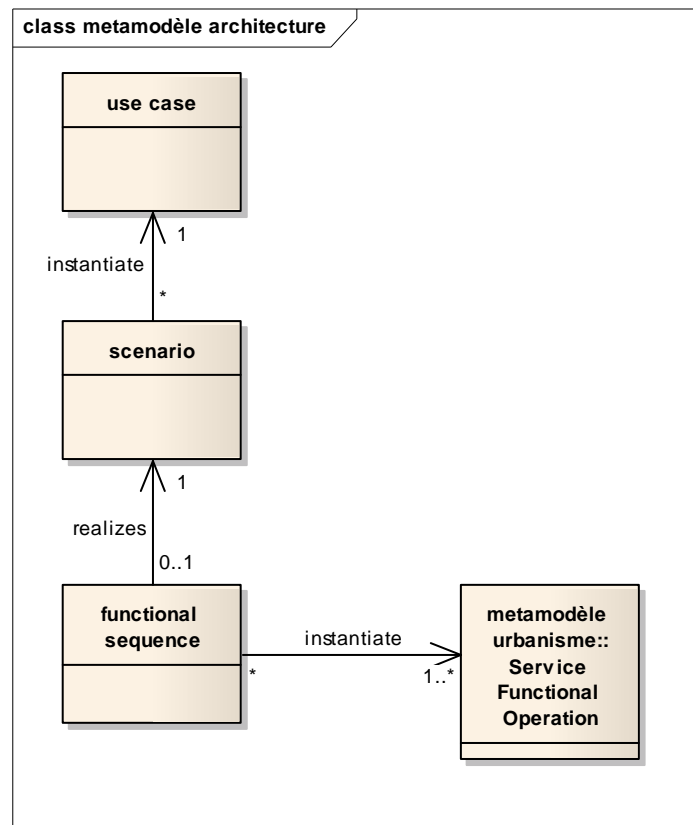 class metamodèle architecture
use case
1
instantiate
*
scenario
1
realizes
0..1
functional
sequence
instantiate
*
1..*
metamodèle
urbanisme::
Service
Functional
Operation